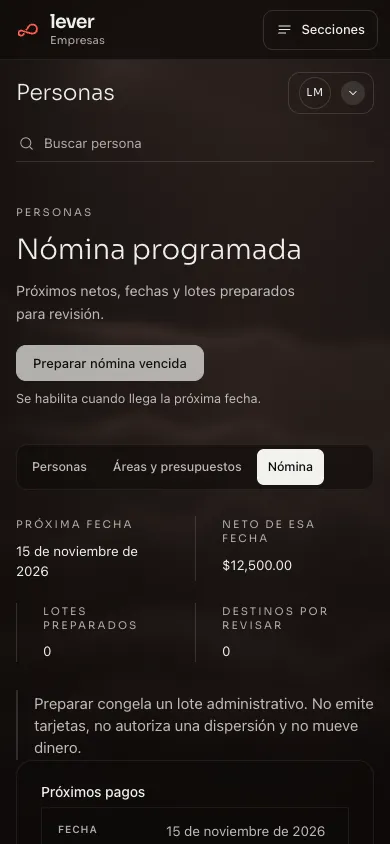 lever
Empresas
Secciones
Personas
LM
Buscar persona
PERSONAS
Nómina programada
Próximos netos, fechas y lotes preparados
para revisión.
Preparar nómina vencida
Se habilita cuando llega la próxima fecha.
Personas
Áreas y presupuestos
Nómina
PRÓXIMA FECHA
15 de noviembre de
2026
NETO DE ESA
FECHA
$12,500.00
LOTES
PREPARADOS
0
DESTINOS POR
REVISAR
0
Preparar congela un lote administrativo. No emite
tarjetas, no autoriza una dispersión y no mueve
dinero.
Próximos pagos
FECHA
15 de noviembre de 2026